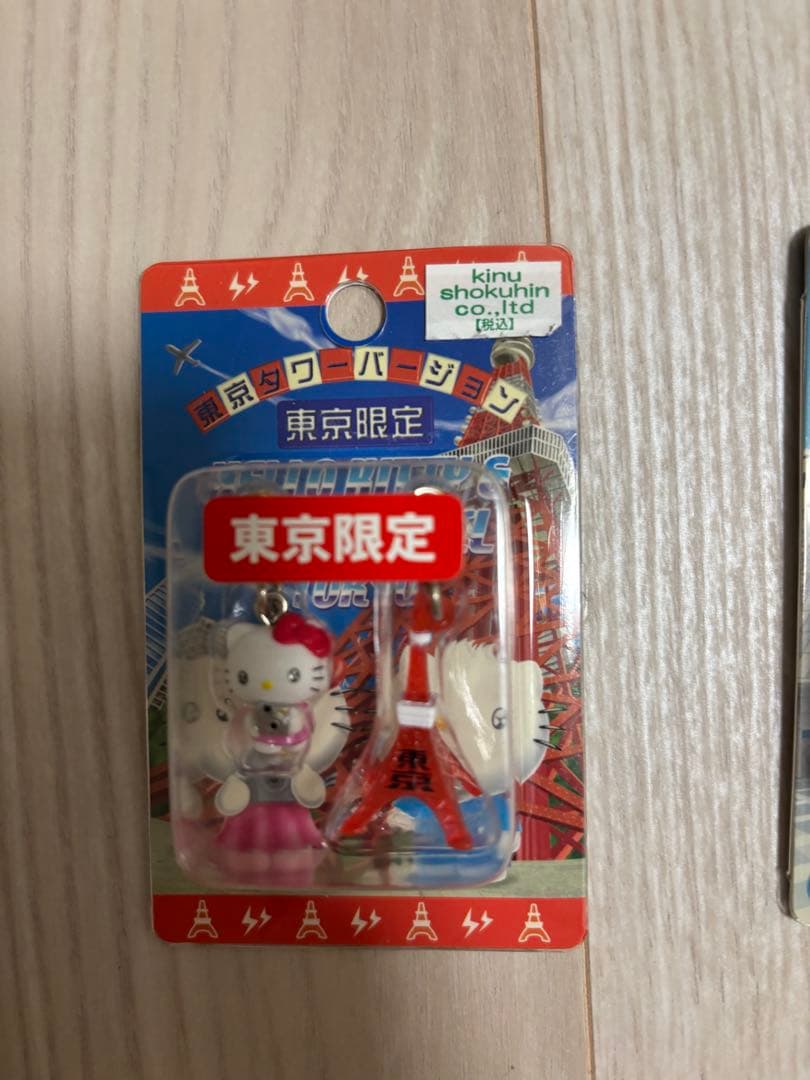 kinu
shokuhin
co.,ltd
【税込】
東京タワーバージョン
東京限定
東京限定
東京